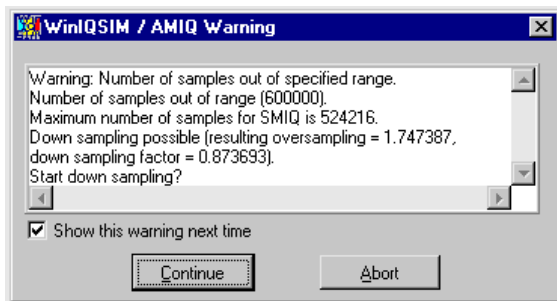 WinIQSIM / AMIQ Warning
Warning: Number of samples out of specified range.
Number of samples out of range (600000).
Maximum number of samples for SMIQ is 524216.
Down sampling possible (resulting oversampling = 1.747387,
down sampling factor = 0.873693).
Start down sampling?
Show this warning next time
Continue Abort